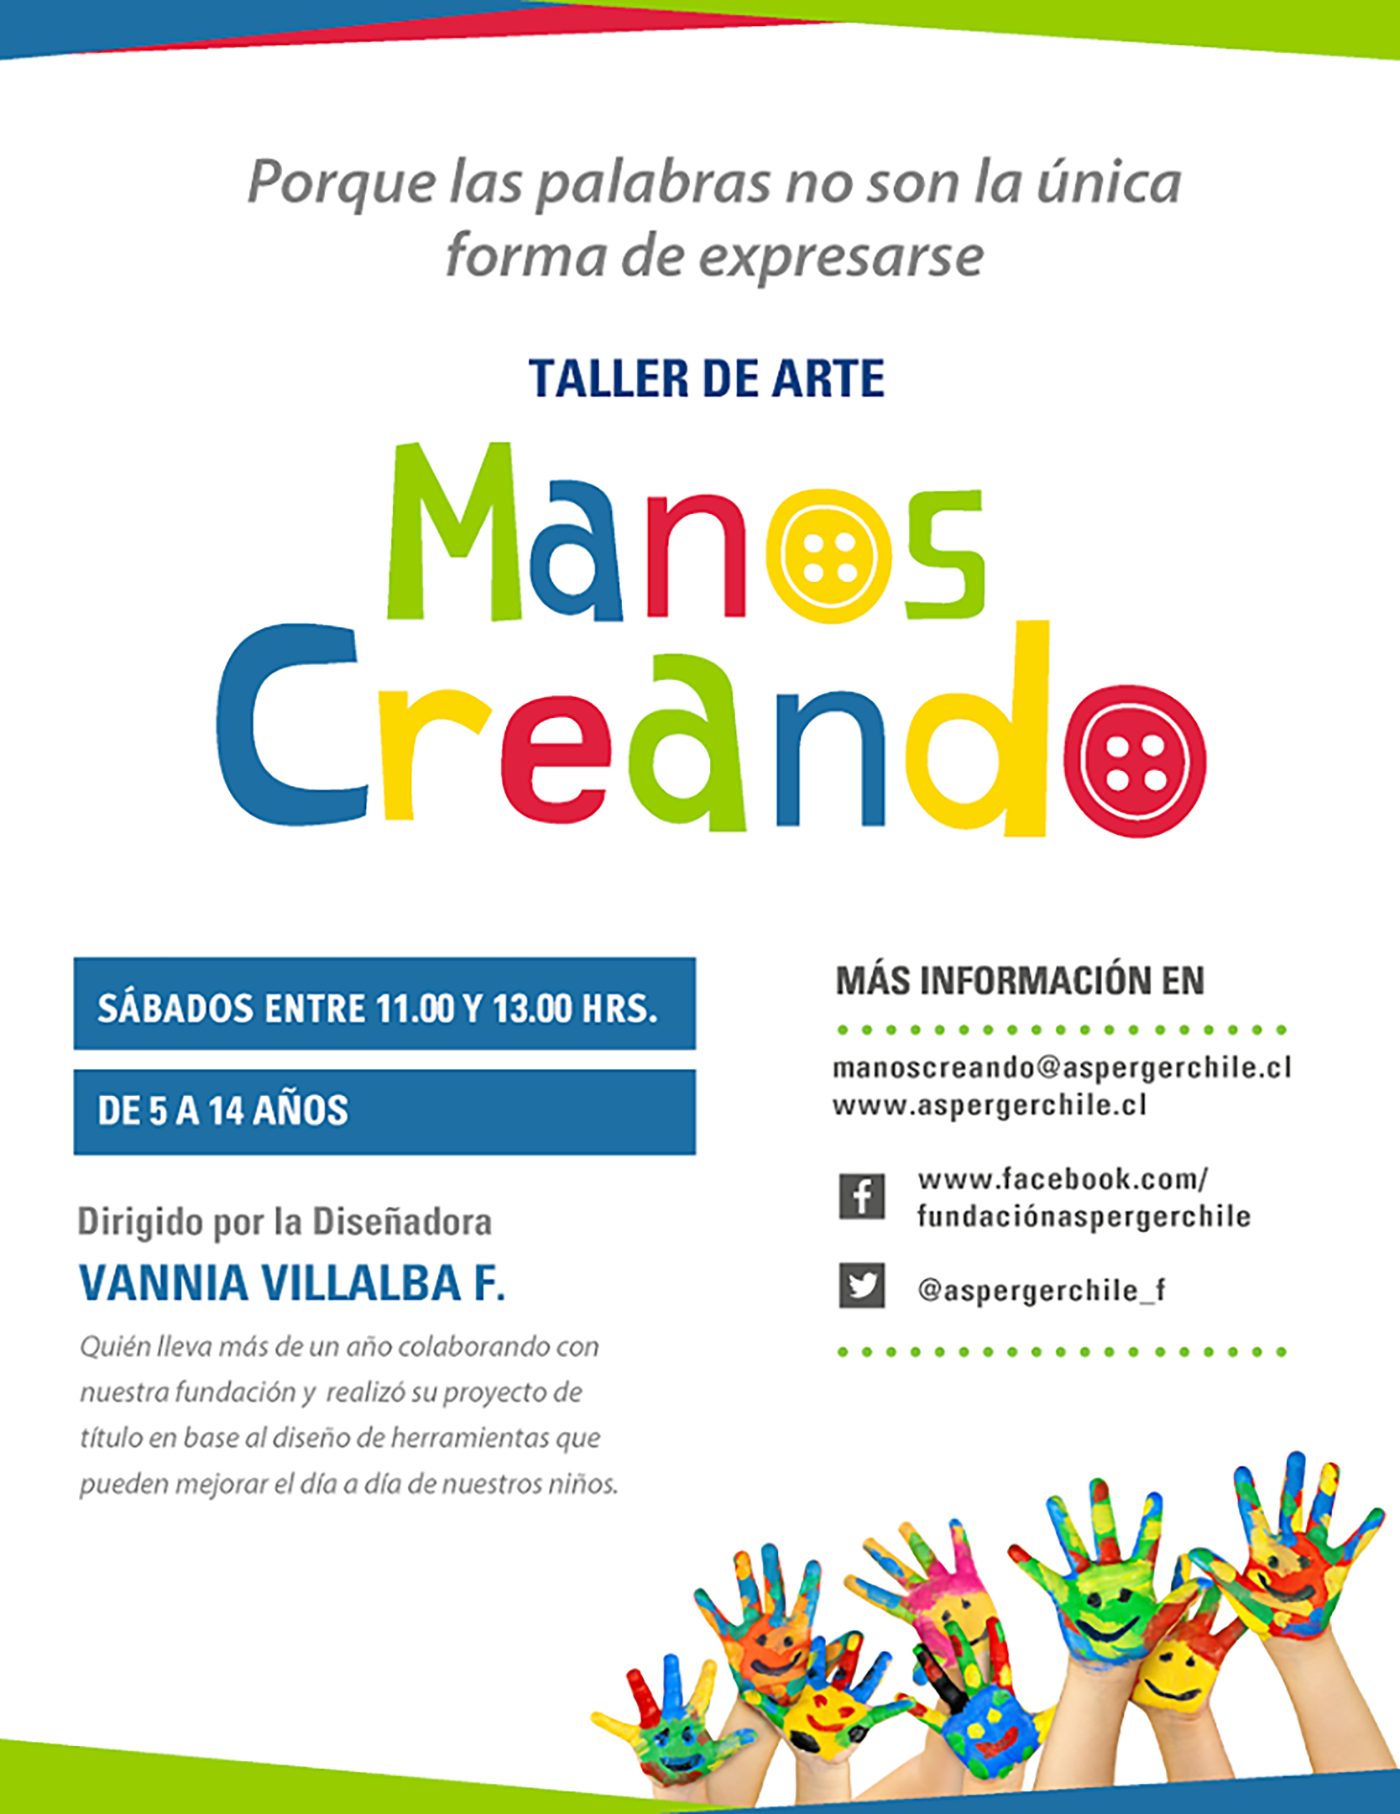 Porque las palabras no son la única
forma de expresarse
TALLER DE ARTE
Manos
Creando
SÁBADOS ENTRE 11.00 Y 13.00 HRS.
DE 5 A 14 AÑOS
Dirigido por la Diseñadora
VANNIA VILLALBA F.
Quién lleva más de un año colaborando con
nuestra fundación y realizó su proyecto de
título en base al diseño de herramientas que
pueden mejorar el día a día de nuestros niños.
MÁS INFORMACIÓN EN
manoscreando@aspergerchile.cl
www.aspergerchile.cl
www.facebook.com/
fundaciónaspergerchile
@aspergerchile_f